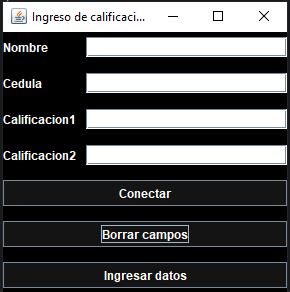 Ingreso de calificaci...
Nombre
Cedula
Calificacion1
Calificacion2
Conectar
Borrar campos
Ingresar datos